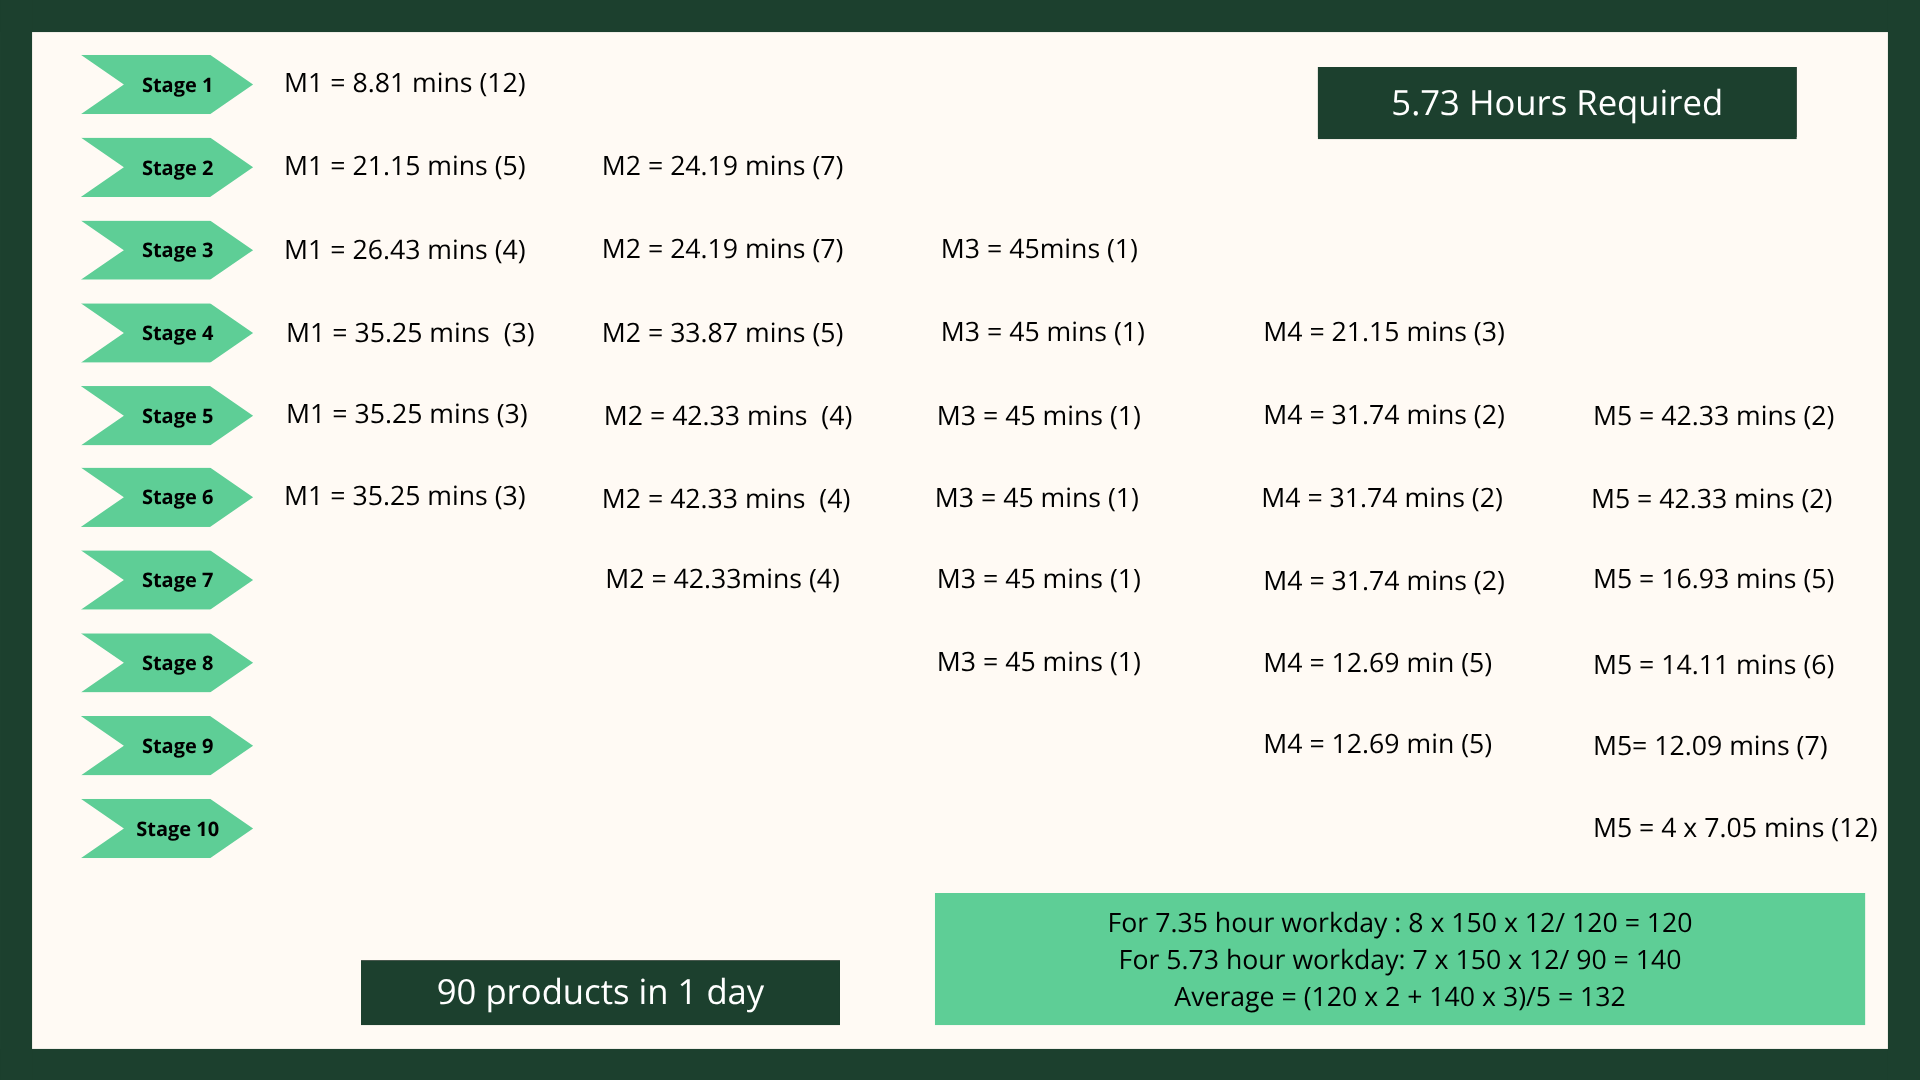 Stage 1 M1 = 8.81 mins (12)
5.73 Hours Required
Stage 2 M1 = 21.15 mins (5) M2 = 24.19 mins (7)
Stage 3 M1 = 26.43 mins (4) M2 = 24.19 mins (7) M3 = 45mins (1)
Stage 4 M1 = 35.25 mins (3) M2 = 33.87 mins (5) M3 = 45 mins (1) M4 = 21.15 mins (3)
Stage 5 M1 = 35.25 mins (3) M2 = 42.33 mins (4) M3 = 45 mins (1) M4 = 31.74 mins (2) M5 = 42.33 mins (2)
Stage 6 M1 = 35.25 mins (3) M2 = 42.33 mins (4) M3 = 45 mins (1) M4 = 31.74 mins (2) M5 = 42.33 mins (2)
Stage 7 M2 = 42.33mins (4) M3 = 45 mins (1) M4 = 31.74 mins (2) M5 = 16.93 mins (5)
Stage 8 M3 = 45 mins (1) M4 = 12.69 min (5) M5 = 14.11 mins (6)
Stage 9 M4 = 12.69 min (5) M5= 12.09 mins (7)
Stage 10 M5 = 4 x 7.05 mins (12)
90 products in 1 day
For 7.35 hour workday : 8 x 150 x 12/ 120 = 120
For 5.73 hour workday: 7 x 150 x 12/ 90 = 140
Average = (120 x 2 + 140 x 3)/5 = 132